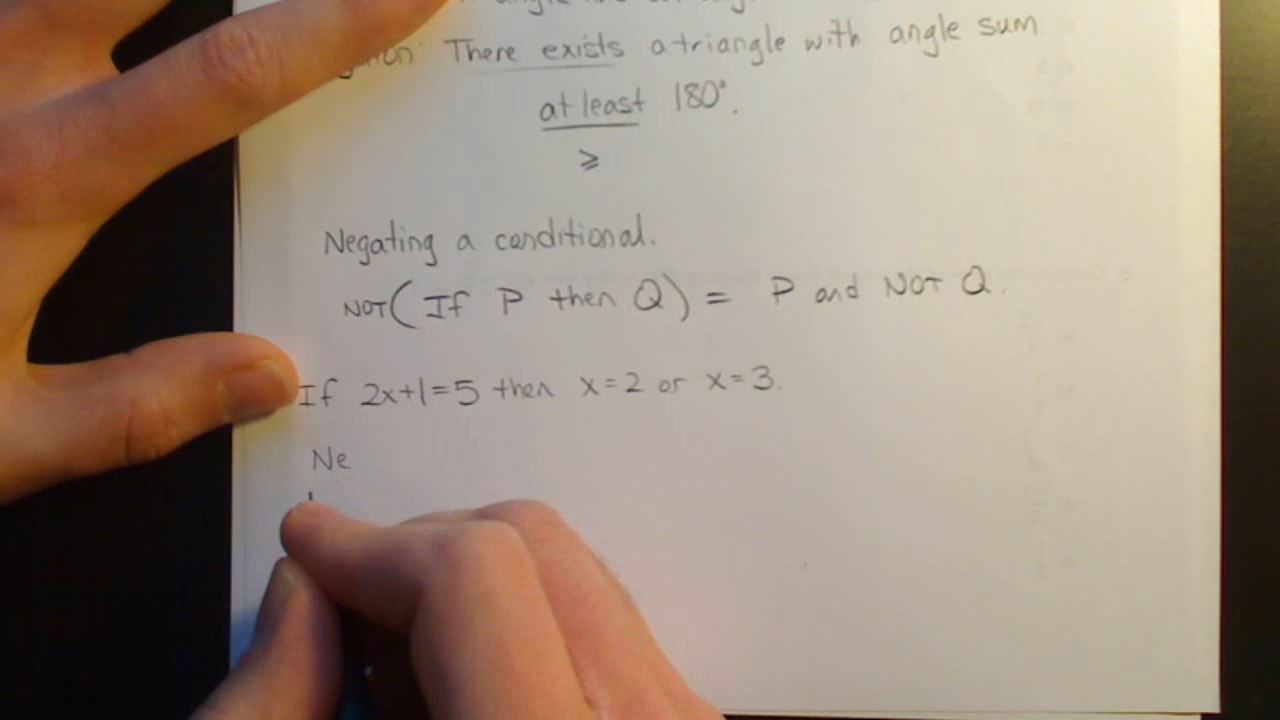 There exists a triangle with angle sum
at least 180°.
≥
Negating a conditional.
NOT(If P then Q) = P and NOT Q.
If 2x+1=5 then x=2 or x=3.
Ne